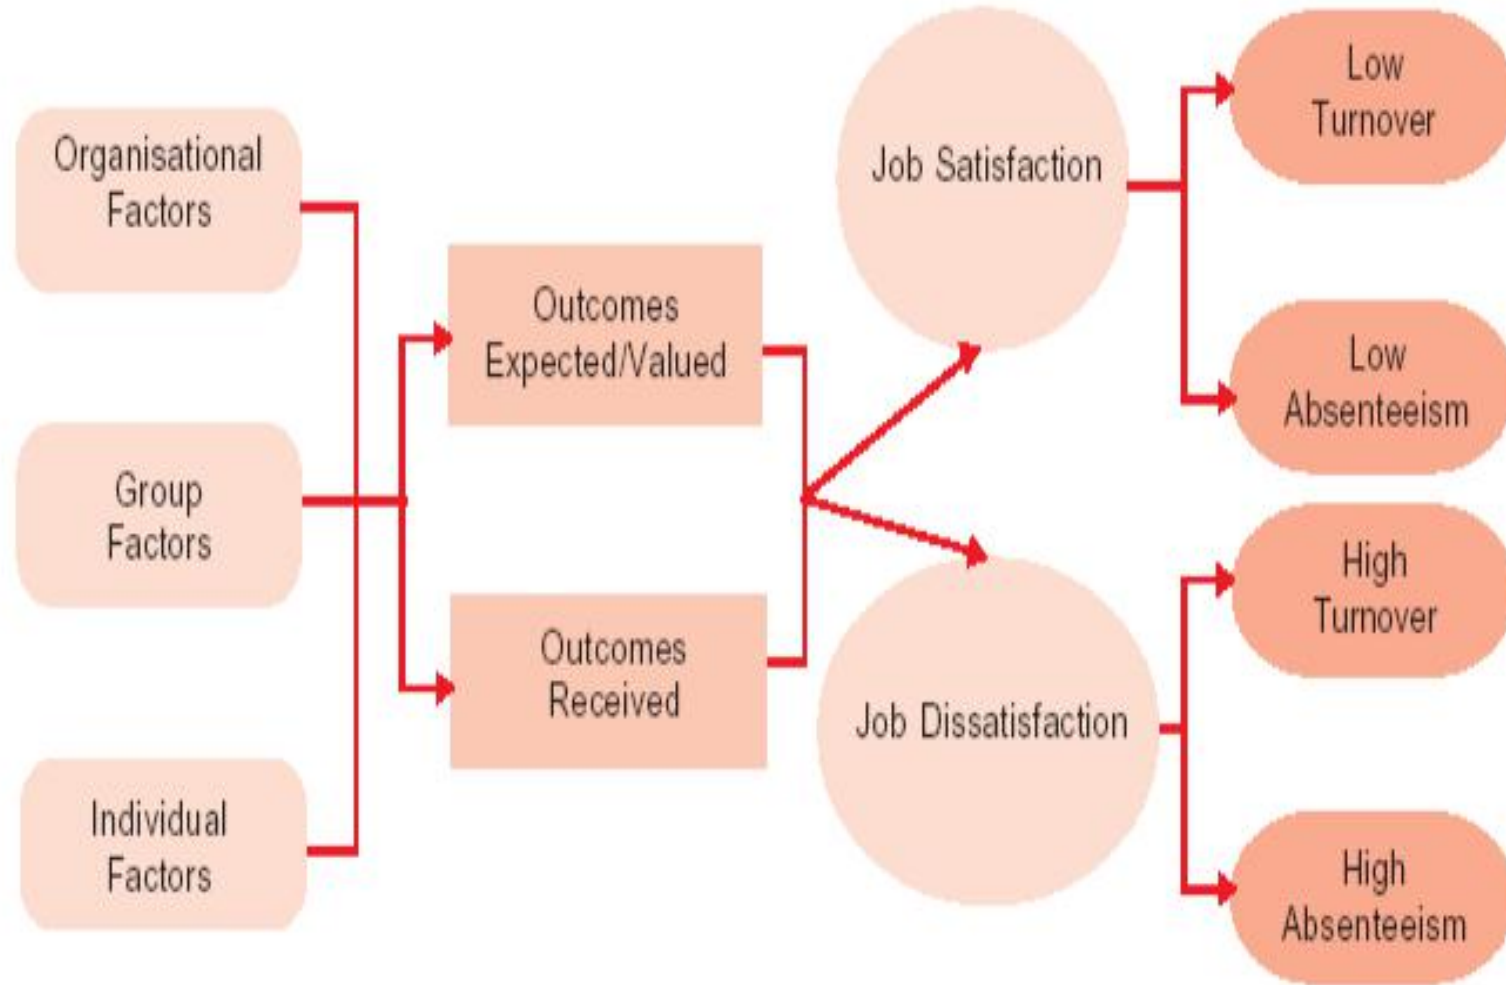 Organisational
Factors
Group
Factors
Individual
Factors
Outcomes
Expected/Valued
Outcomes
Received
Job Satisfaction
Job Dissatisfaction
Low
Turnover
Low
Absenteeism
High
Turnover
High
Absenteeism